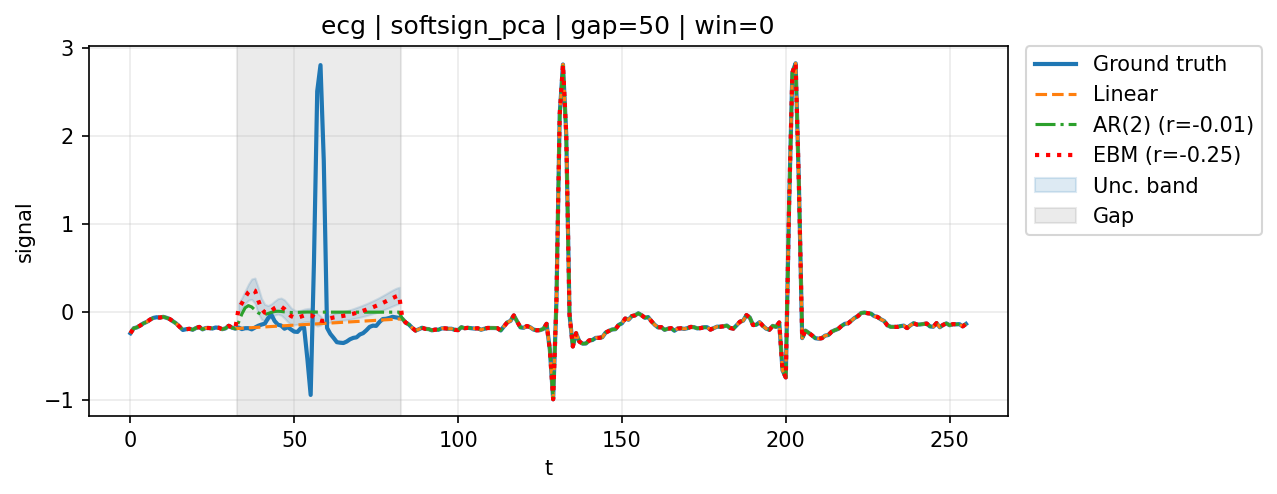 ecg | softsign_pca | gap=50 | win=0
3
2
1
0
−1
signal
0
50
100
150
200
250
t
Ground truth
Linear
AR(2) (r=-0.01)
EBM (r=-0.25)
Unc. band
Gap